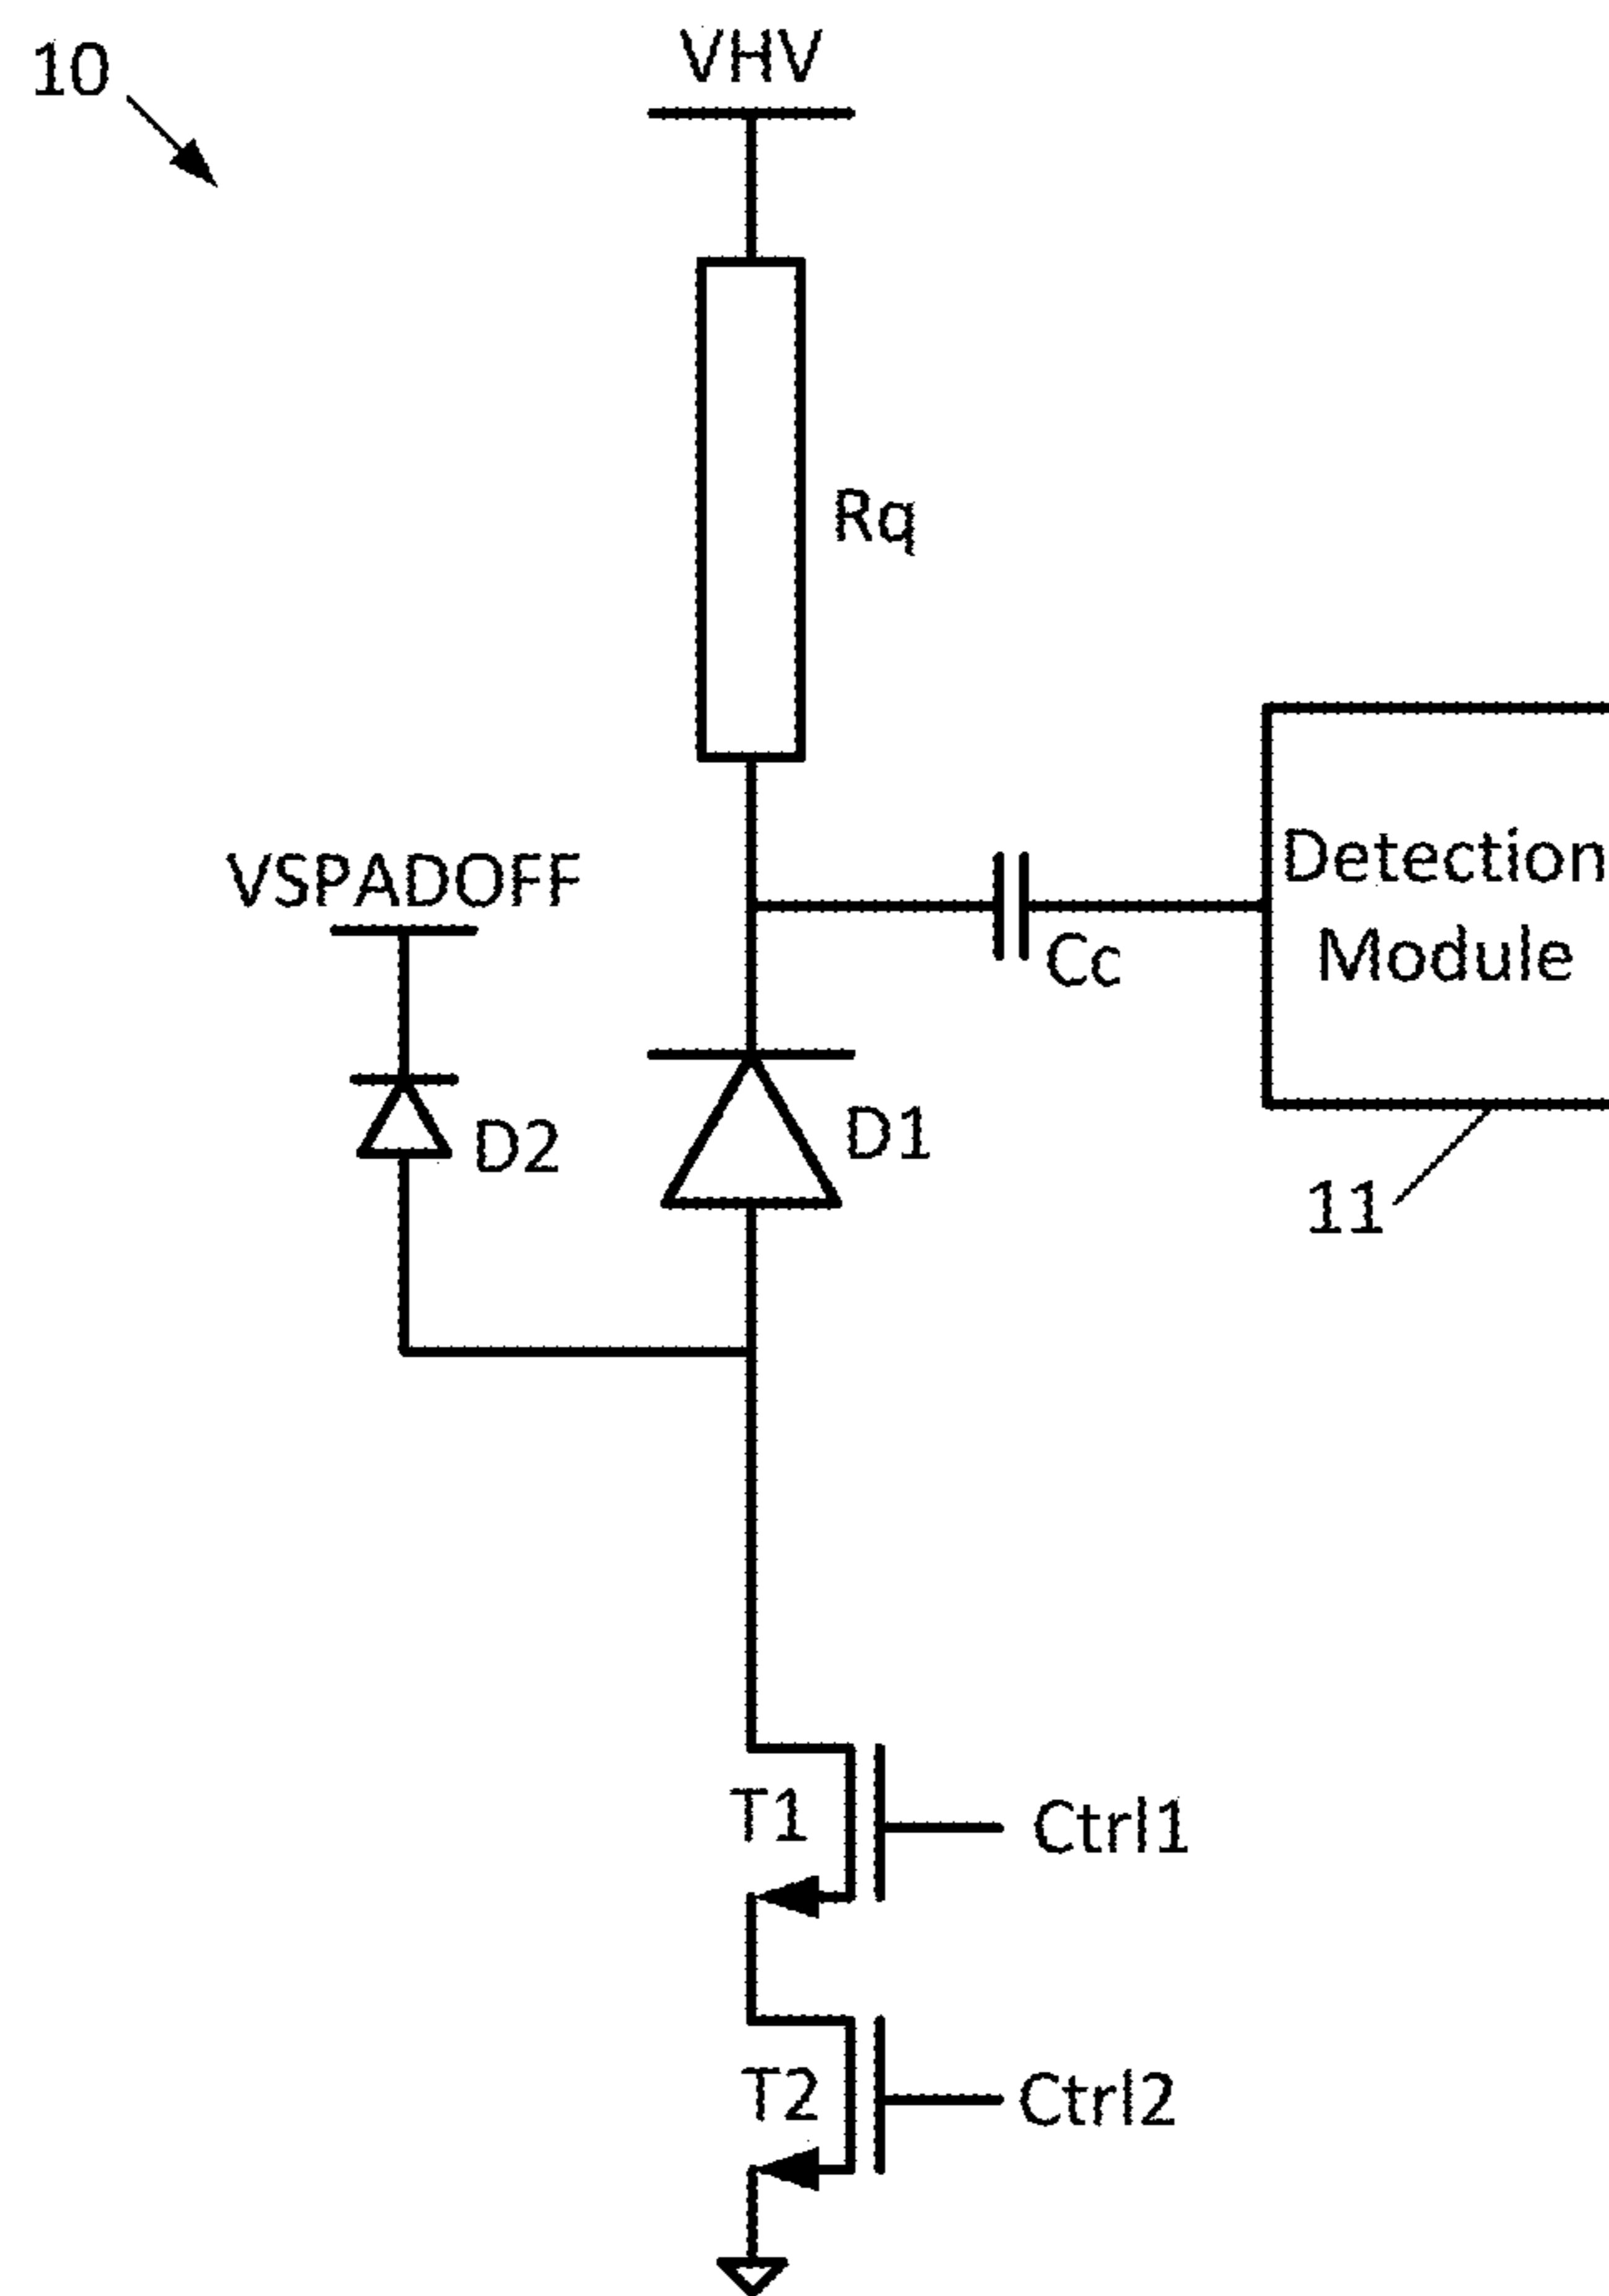 10
VHV
Rq
VSPADOFF
Detection
Module
Cc
D2
D1
11
T1
Ctrl1
T2
Ctrl2